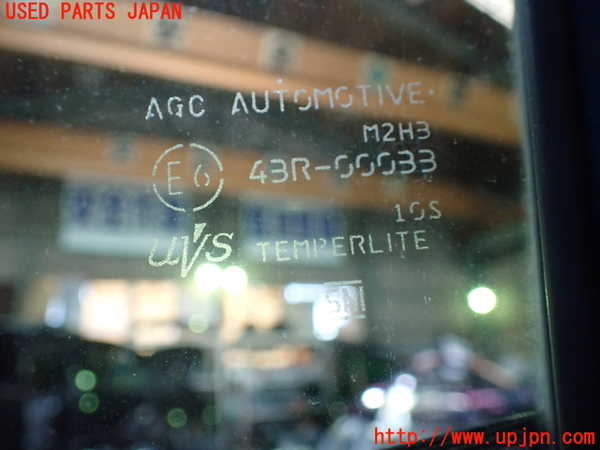 USED PARTS JAPAN
AGC AUTOMOTIVE
M2H3
E6 43R-00033
10S
uVs TEMPERLITE
http://www.upjpn.com/